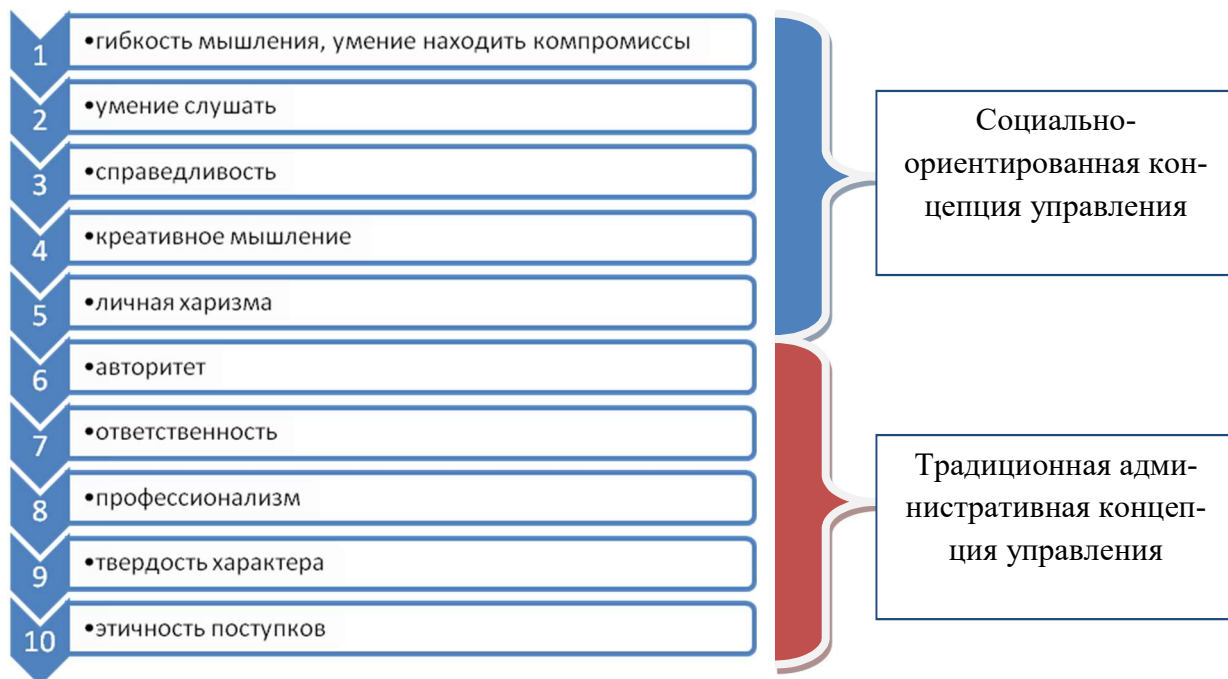 1
•гибкость мышления, умение находить компромиссы
2
•умение слушать
3
•справедливость
4
•креативное мышление
5
•личная харизма
6
•авторитет
7
•ответственность
8
•профессионализм
9
•твердость характера
10
•этичность поступков
Социально-
ориентированная кон-
цепция управления
Традиционная адми-
нистративная концеп-
ция управления